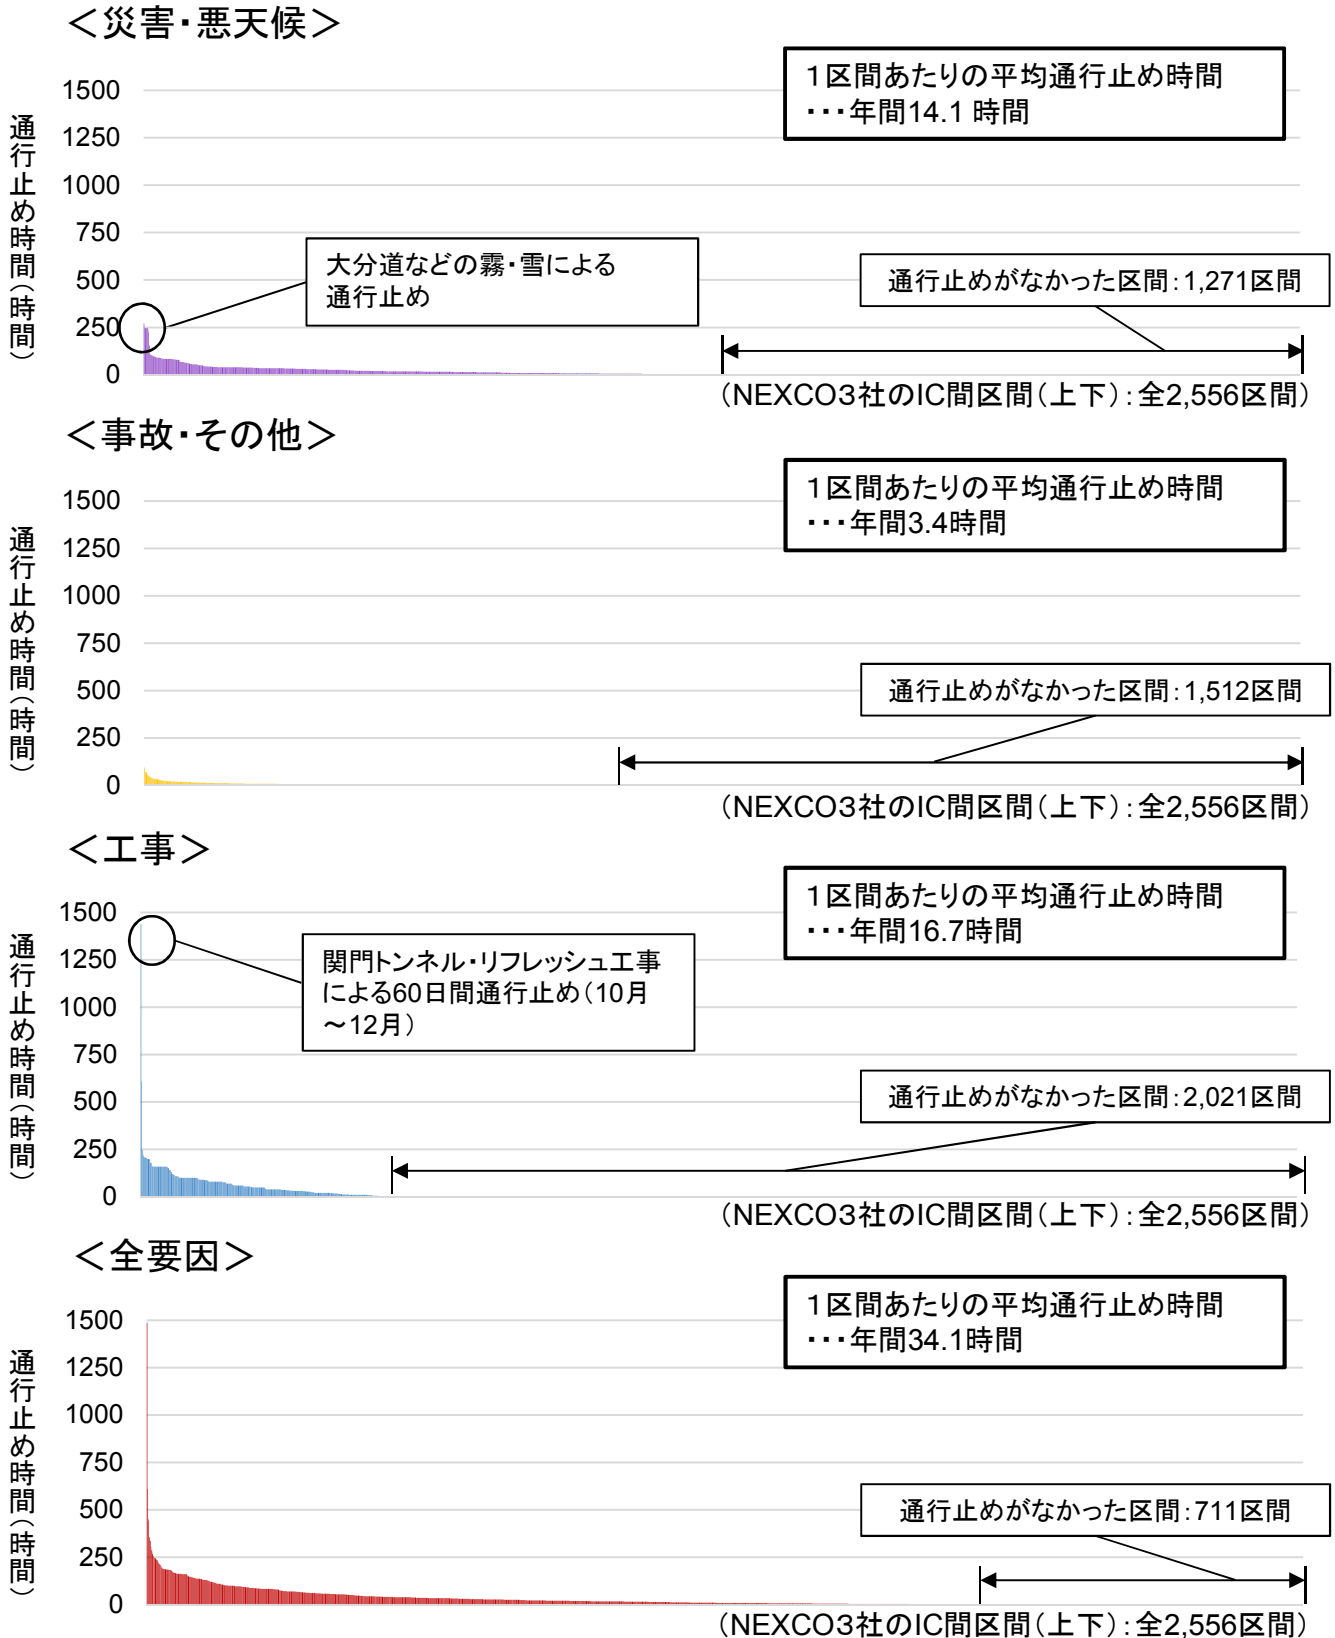 ＜災害・悪天候＞
1区間あたりの平均通行止め時間
・・・年間14.1 時間
通行止め時間（時間）
1500
1250
1000
750
500
250
0
大分道などの霧・雪による
通行止め
通行止めがなかった区間：1,271区間
（NEXCO3社のIC間区間（上下）：全2,556区間）
＜事故・その他＞
1区間あたりの平均通行止め時間
・・・年間3.4時間
通行止め時間（時間）
1500
1250
1000
750
500
250
0
通行止めがなかった区間：1,512区間
（NEXCO3社のIC間区間（上下）：全2,556区間）
＜工事＞
1区間あたりの平均通行止め時間
・・・年間16.7時間
通行止め時間（時間）
1500
1250
1000
750
500
250
0
関門トンネル・リフレッシュ工事
による60日間通行止め（10月
～12月）
通行止めがなかった区間：2,021区間
（NEXCO3社のIC間区間（上下）：全2,556区間）
＜全要因＞
1区間あたりの平均通行止め時間
・・・年間34.1時間
通行止め時間（時間）
1500
1250
1000
750
500
250
0
通行止めがなかった区間：711区間
（NEXCO3社のIC間区間（上下）：全2,556区間）